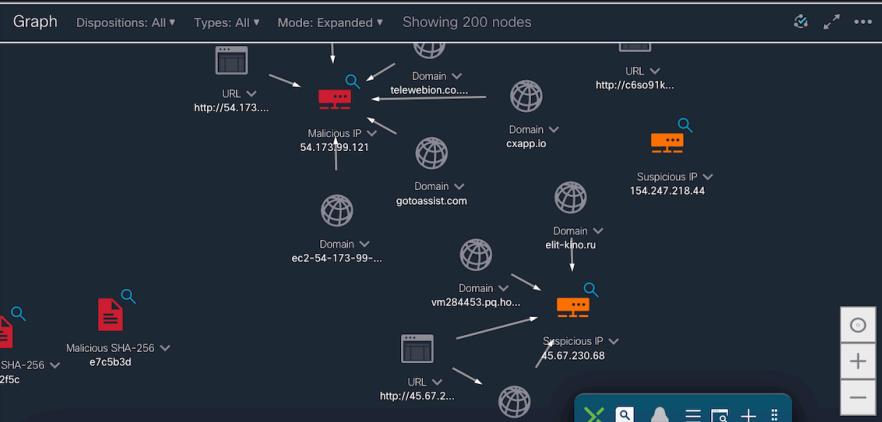 Graph
Dispositions: All
Types: All
Mode: Expanded
Showing 200 nodes
URL
http://54.173....
Domain
telewebion.co....
URL
http://c6so91k...
Malicious IP
54.173.99.121
Domain
cxapp.io
Domain
gotoassist.com
Suspicious IP
154.247.218.44
Domain
ec2-54-173-99-...
Domain
elit-kino.ru
Domain
vm284453.pq.ho...
Suspicious IP
45.67.230.68
SHA-256
2f5c
Malicious SHA-256
e7c5b3d
URL
http://45.67.2...